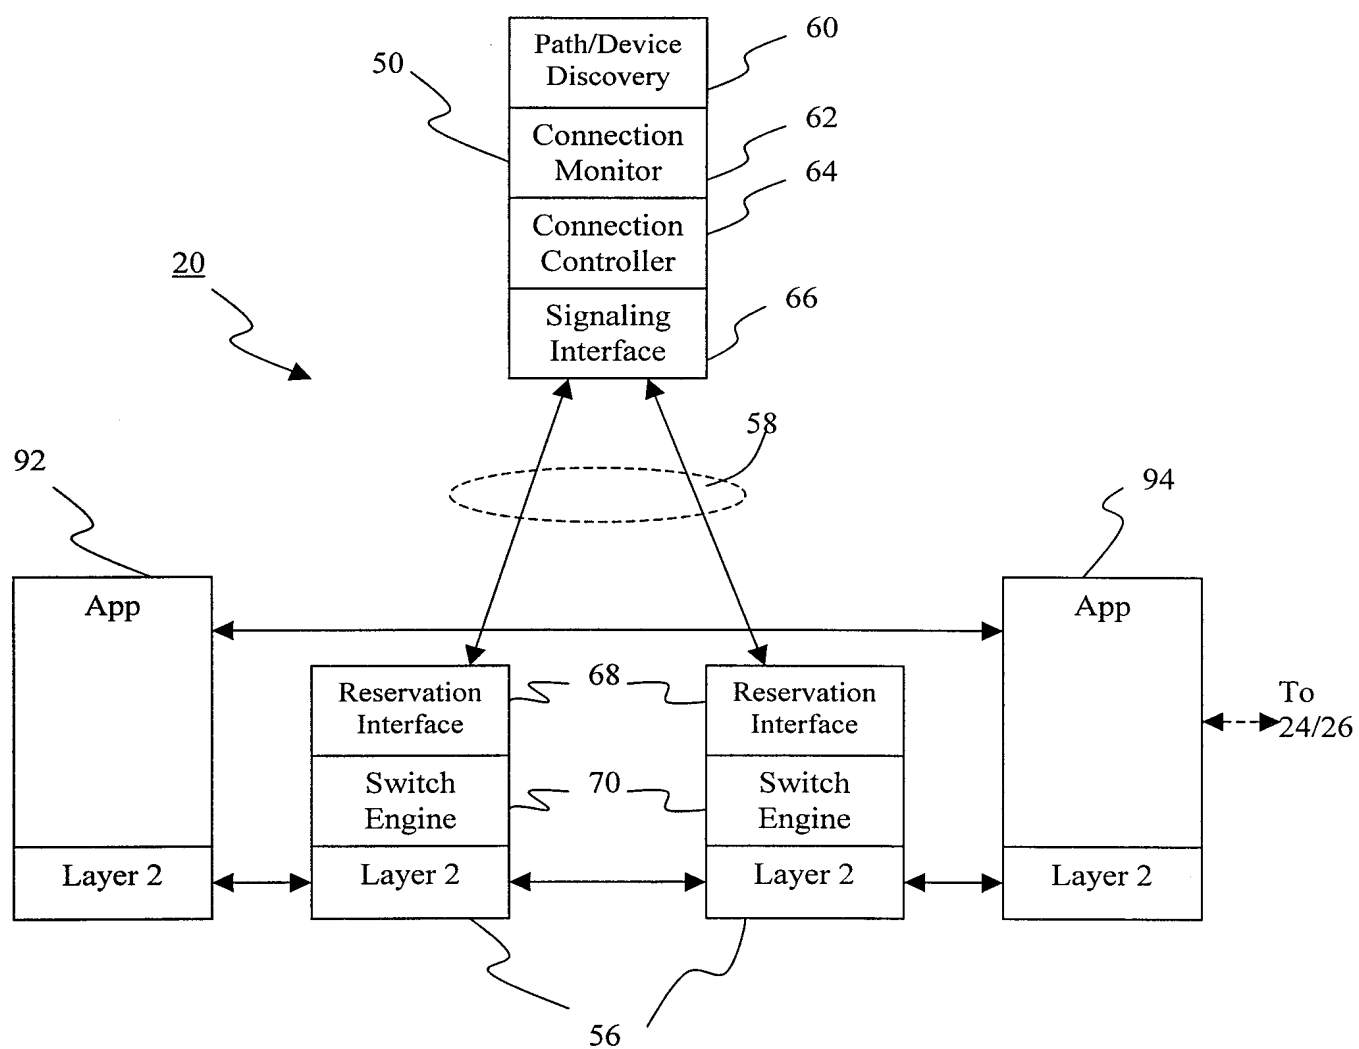 Path/Device
Discovery
60
50
Connection
Monitor
62
64
Connection
Controller
20
Signaling
Interface
66
58
92
94
App
App
Reservation
Interface
68
Reservation
Interface
To
24/26
Switch
Engine
70
Switch
Engine
Layer 2
Layer 2
Layer 2
Layer 2
56